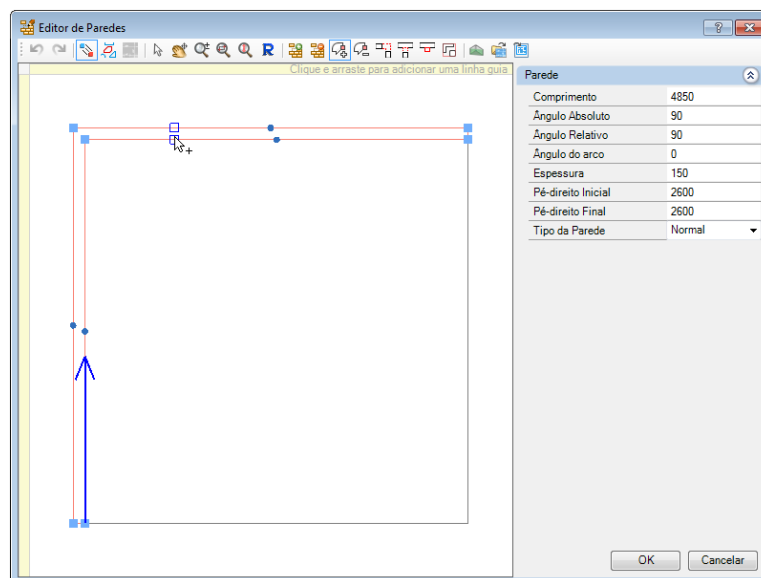 Editor de Paredes
R
Clique e arraste para adicionar uma linha guia
Parede
Comprimento 4850
Ângulo Absoluto 90
Ângulo Relativo 90
Ângulo do arco 0
Espessura 150
Pé-direito Inicial 2600
Pé-direito Final 2600
Tipo da Parede Normal
OK Cancelar